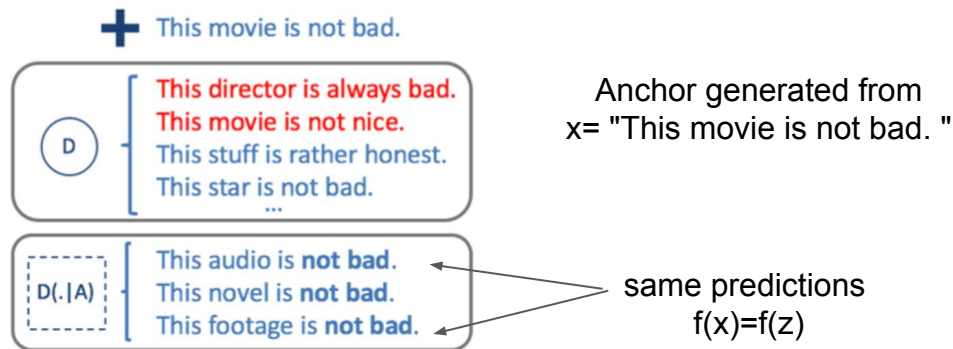 + This movie is not bad.
D
This director is always bad.
This movie is not nice.
This stuff is rather honest.
This star is not bad.
...
Anchor generated from
x= "This movie is not bad. "
D(.|A)
This audio is not bad.
This novel is not bad.
This footage is not bad.
same predictions
f(x)=f(z)